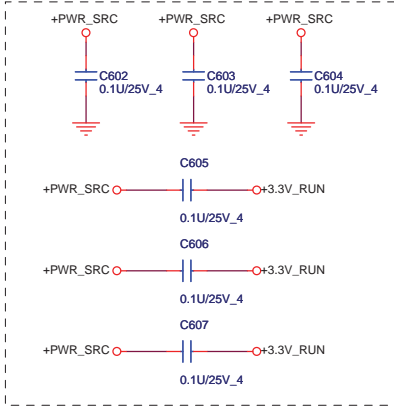 +PWR_SRC +PWR_SRC +PWR_SRC
C602 C603 C604
0.1U/25V_4 0.1U/25V_4 0.1U/25V_4
C605
+PWR_SRC +3.3V_RUN
0.1U/25V_4
C606
+PWR_SRC +3.3V_RUN
0.1U/25V_4
C607
+PWR_SRC +3.3V_RUN
0.1U/25V_4